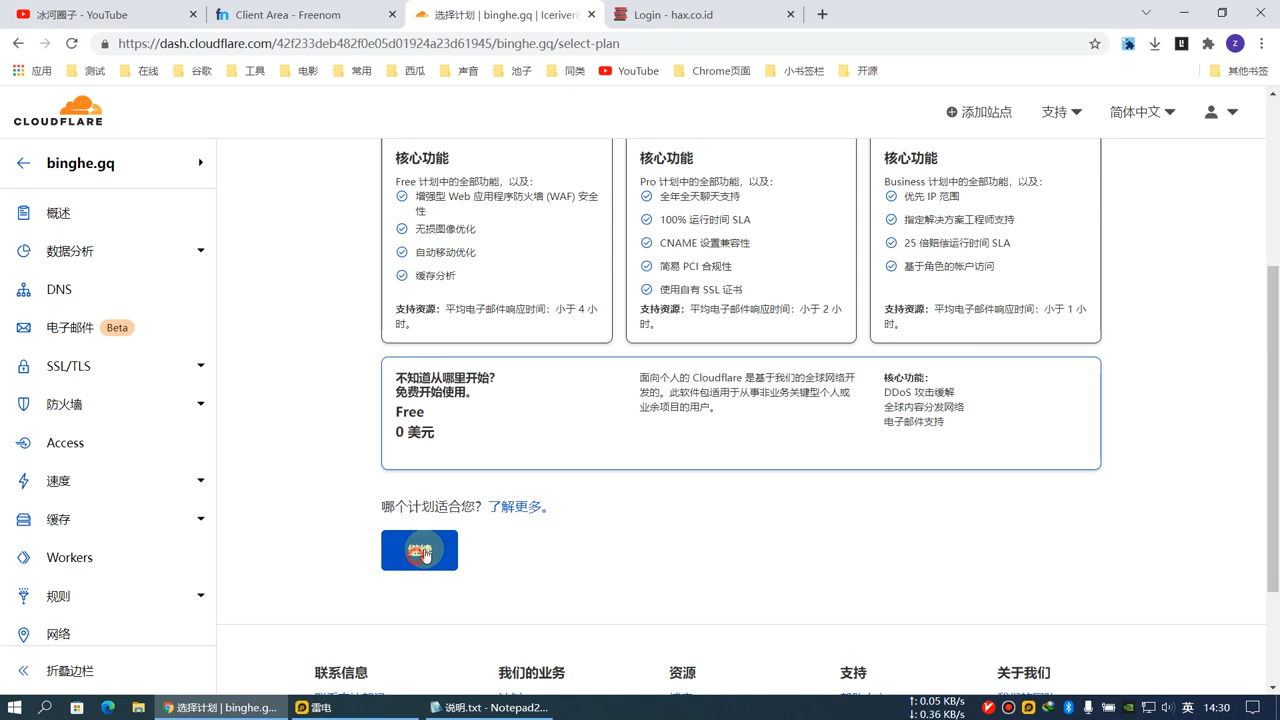 冰河圈子 - YouTube
Client Area - Freenom
选择计划 | binghe.gq | Iceriver8
Login - hax.co.id
https://dash.cloudflare.com/42f233deb482f0e05d01924a23d61945/binghe.gq/select-plan
应用
测试
在线
谷歌
工具
电影
常用
西瓜
声音
池子
同类
YouTube
Chrome页面
小书签栏
开源
其他书签
CLOUDFLARE
添加站点
支持
简体中文
binghe.gq
概述
数据分析
DNS
电子邮件 Beta
SSL/TLS
防火墙
Access
速度
缓存
Workers
规则
网络
折叠边栏
核心功能
Free 计划中的全部功能，以及：
增强型 Web 应用程序防火墙 (WAF) 安全
性
无损图像优化
自动移动优化
缓存分析
支持资源：平均电子邮件响应时间：小于 4 小
时。
核心功能
Pro 计划中的全部功能，以及：
全年全天聊天支持
100% 运行时间 SLA
CNAME 设置兼容性
简易 PCI 合规性
使用自有 SSL 证书
支持资源：平均电子邮件响应时间：小于 2 小
时。
核心功能
Business 计划中的全部功能，以及：
优先 IP 范围
指定解决方案工程师支持
25 倍赔偿运行时间 SLA
基于角色的帐户访问
支持资源：平均电子邮件响应时间：小于 1 小
时。
不知道从哪里开始？
免费开始使用。
Free
0 美元
面向个人的 Cloudflare 是基于我们的全球网络开
发的。此软件包适用于从事非业务关键型个人或
业余项目的用户。
核心功能：
DDoS 攻击缓解
全球内容分发网络
电子邮件支持
哪个计划适合您？了解更多。
联系信息
我们的业务
资源
支持
关于我们
选择计划 | binghe.g...
雷电
说明.txt - Notepad2...
↑: 0.05 KB/s
↓: 0.36 KB/s
英
14:30